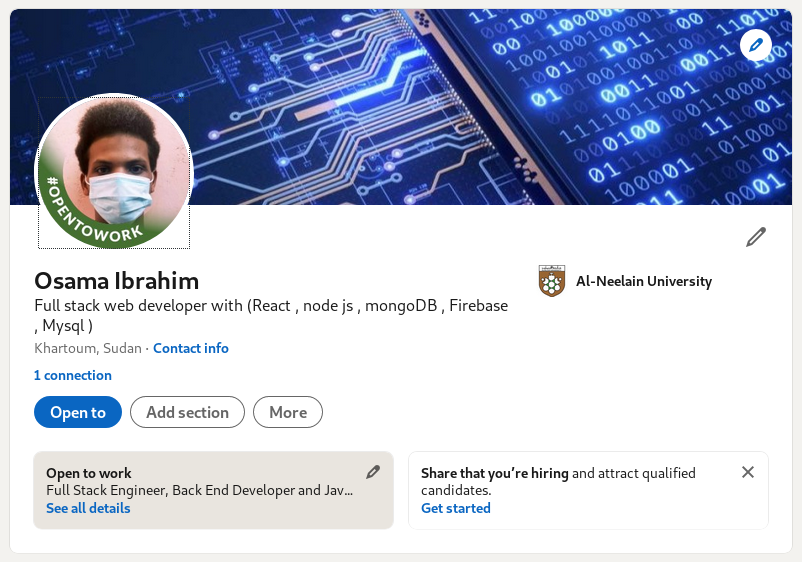 #OPENTOWORK
Osama Ibrahim
Al-Neelain University
Full stack web developer with (React , node js , mongoDB , Firebase
, Mysql )
Khartoum, Sudan · Contact info
1 connection
Open to
Add section
More
Open to work
Full Stack Engineer, Back End Developer and Jav...
See all details
Share that you’re hiring and attract qualified
candidates.
Get started